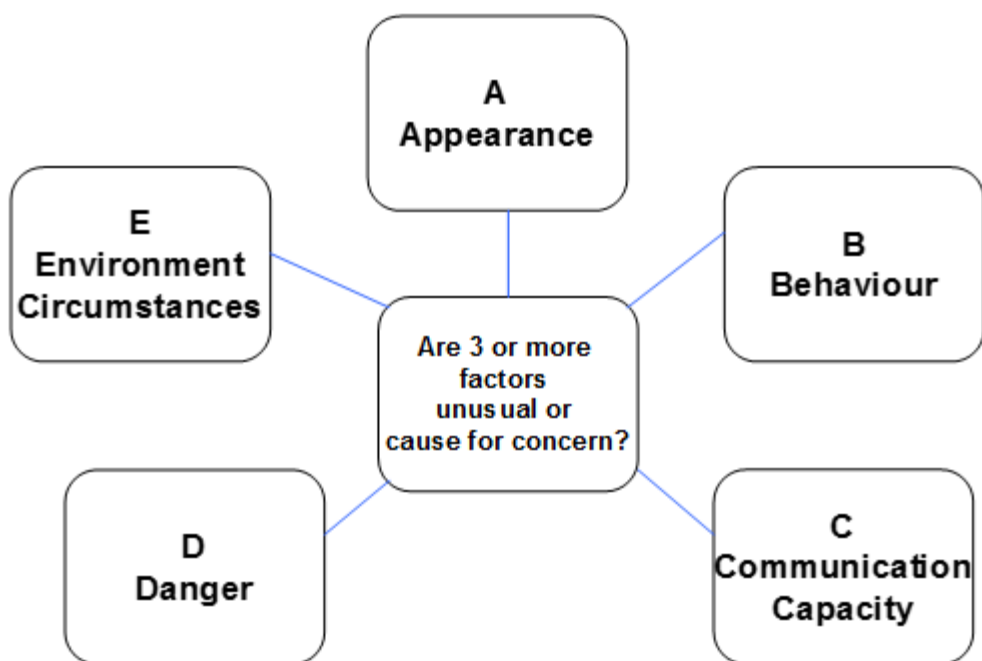 A
Appearance
B
Behaviour
C
Communication
Capacity
D
Danger
E
Environment
Circumstances
Are 3 or more
factors
unusual or
cause for concern?